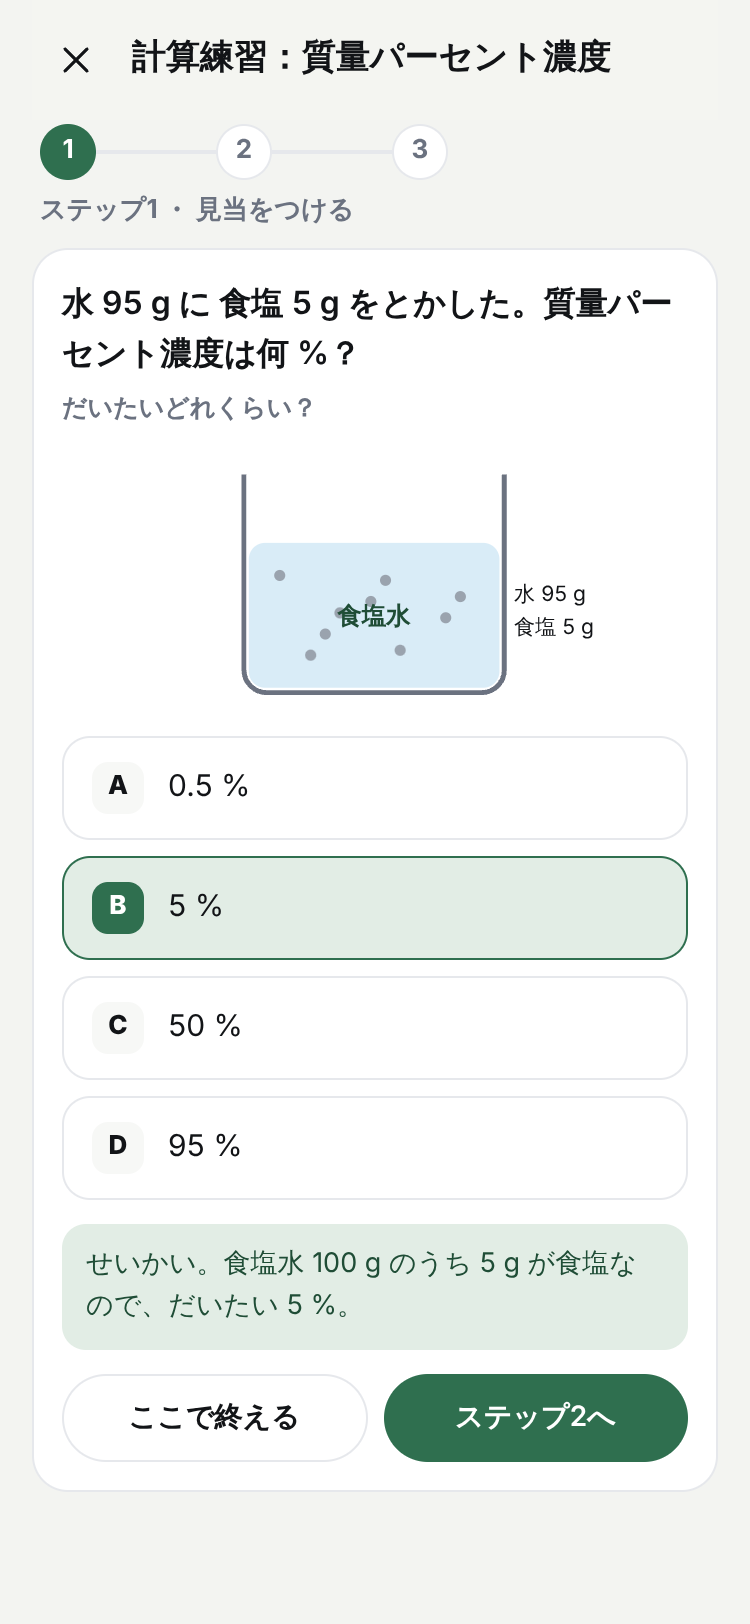 計算練習：質量パーセント濃度
1
2
3
ステップ1 ・ 見当をつける
水 95 g に 食塩 5 g をとかした。質量パー
セント濃度は何 %？
だいたいどれくらい？
食塩水
水 95 g
食塩 5 g
A 0.5 %
B 5 %
C 50 %
D 95 %
せいかい。食塩水 100 g のうち 5 g が食塩な
ので、だいたい 5 %。
ここで終える
ステップ2へ